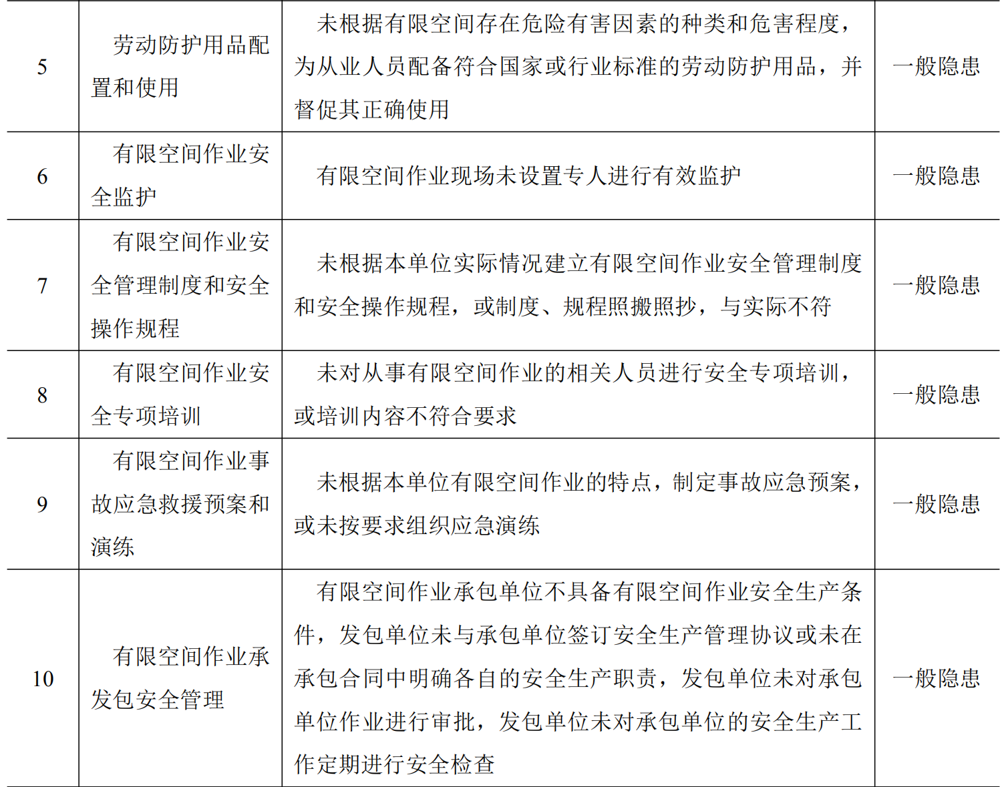 5
劳动防护用品配
置和使用
未根据有限空间存在危险有害因素的种类和危害程度，
为从业人员配备符合国家或行业标准的劳动防护用品，并
督促其正确使用
一般隐患
6
有限空间作业安
全监护
有限空间作业现场未设置专人进行有效监护
一般隐患
7
有限空间作业安
全管理制度和安全
操作规程
未根据本单位实际情况建立有限空间作业安全管理制度
和安全操作规程，或制度、规程照搬照抄，与实际不符
一般隐患
8
有限空间作业安
全专项培训
未对从事有限空间作业的相关人员进行安全专项培训，
或培训内容不符合要求
一般隐患
9
有限空间作业事
故应急救援预案和
演练
未根据本单位有限空间作业的特点，制定事故应急预案，
或未按要求组织应急演练
一般隐患
10
有限空间作业承
发包安全管理
有限空间作业承包单位不具备有限空间作业安全生产条
件，发包单位未与承包单位签订安全生产管理协议或未在
承包合同中明确各自的安全生产职责，发包单位未对承包
单位作业进行审批，发包单位未对承包单位的安全生产工
作定期进行安全检查
一般隐患